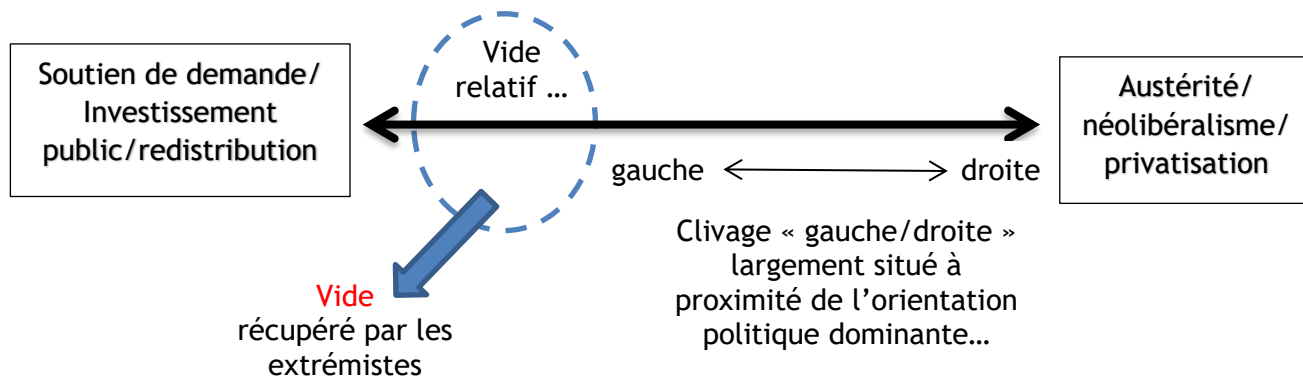 Soutien de demande/
Investissement
public/redistribution
Vide
relatif …
Austérité/
néolibéralisme/
privatisation
gauche
droite
Clivage « gauche/droite »
largement situé à
proximité de l’orientation
politique dominante…
Vide
récupéré par les
extrémistes